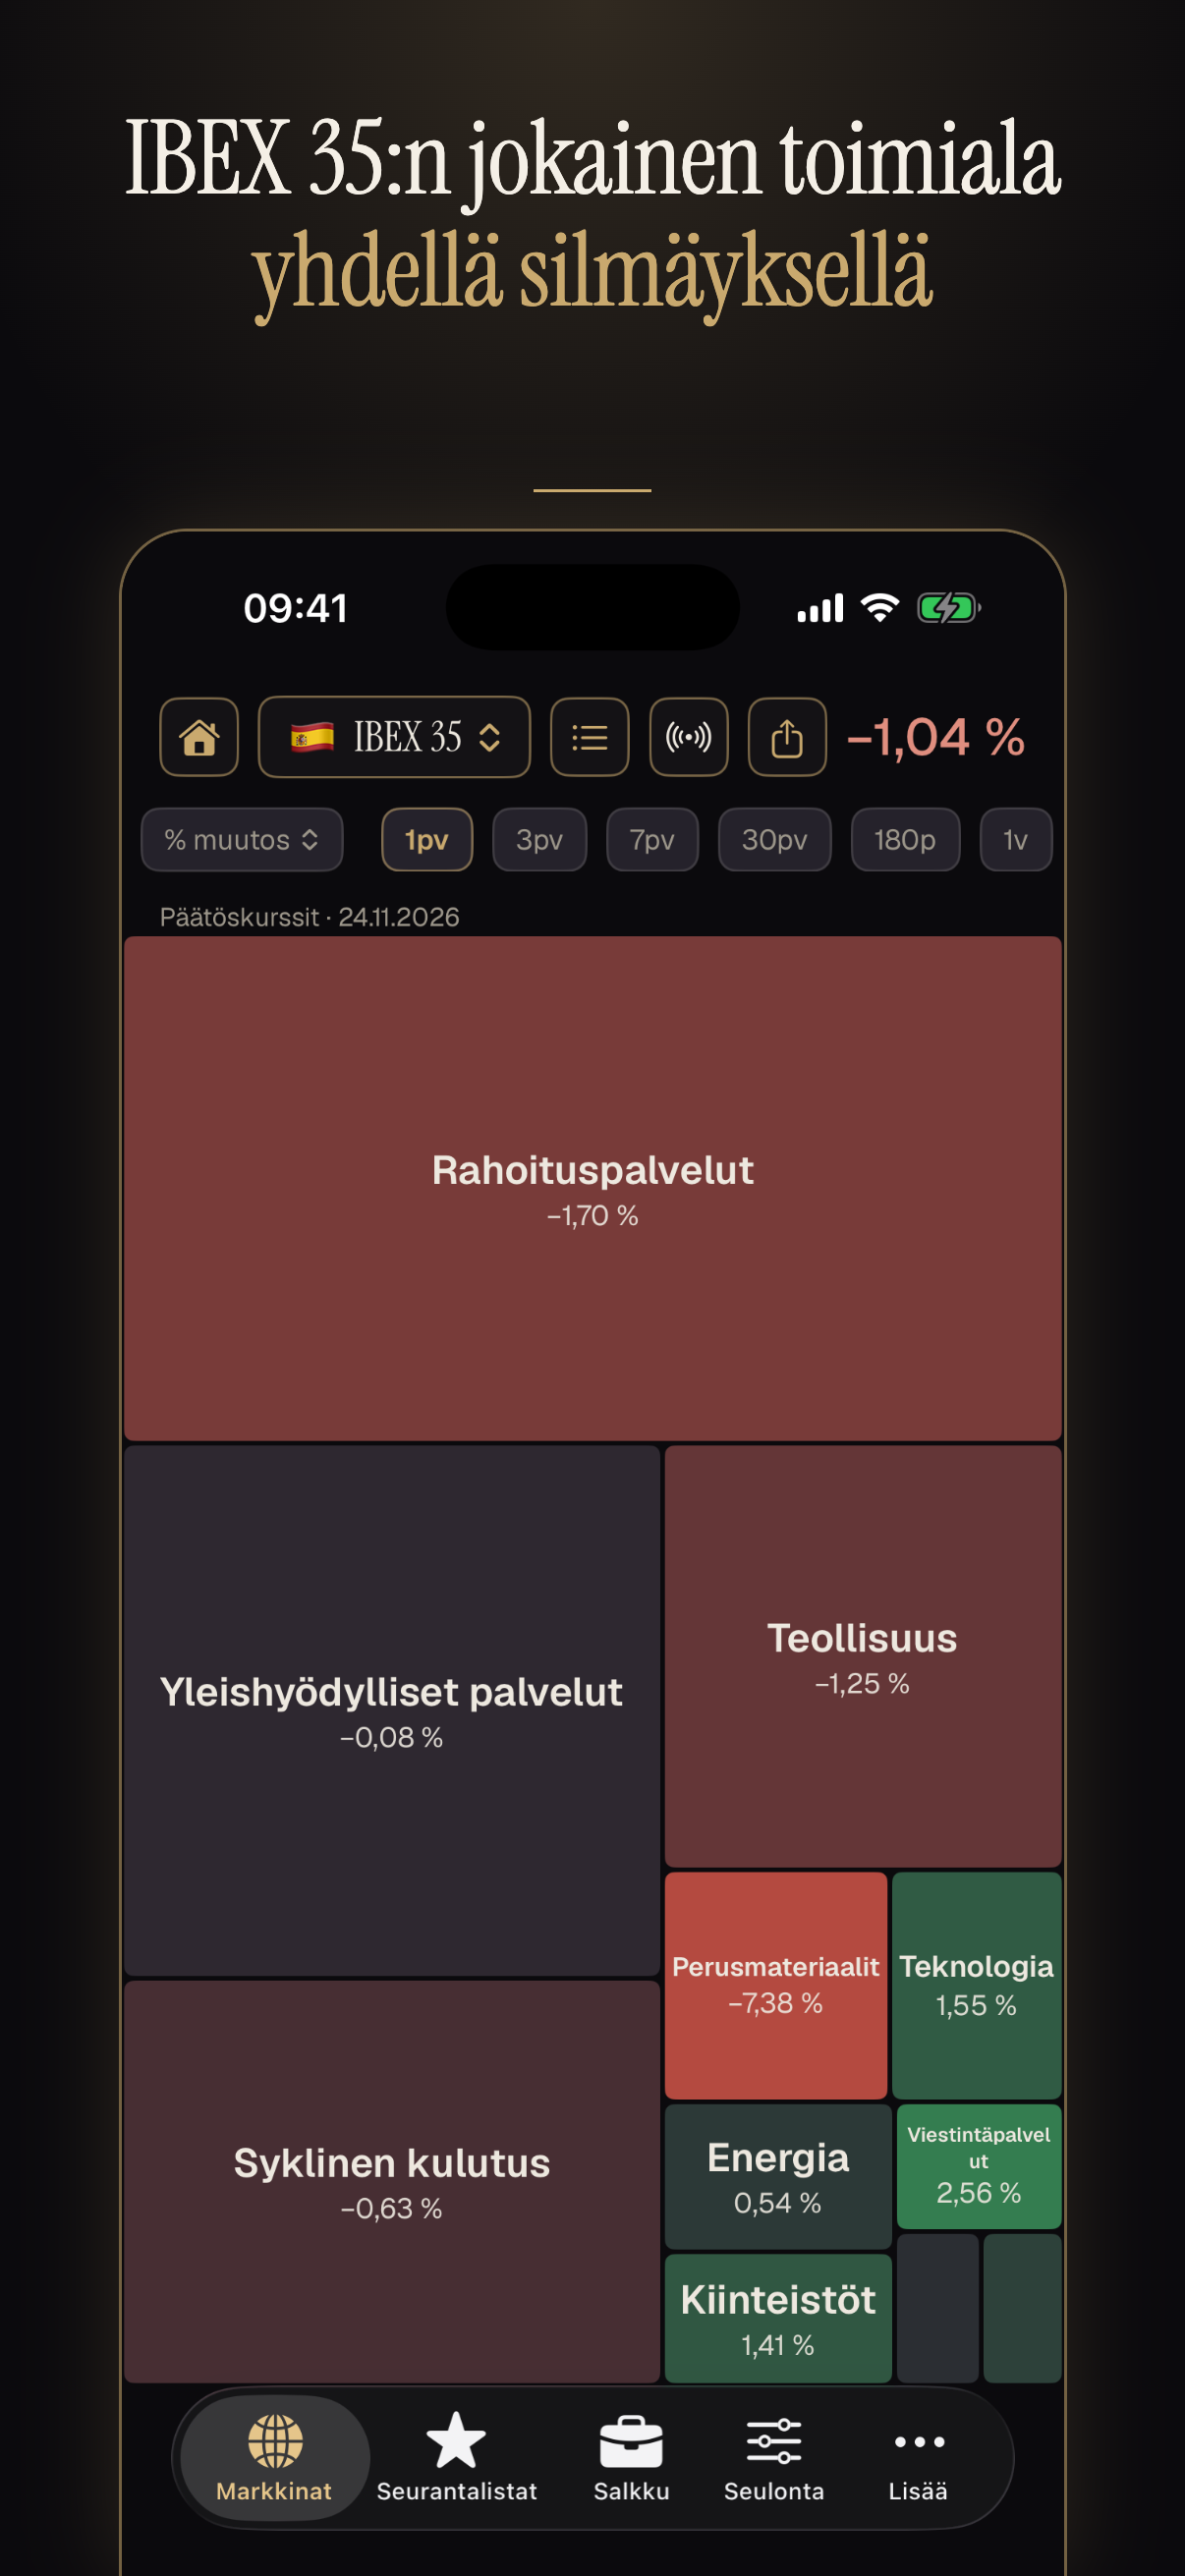 IBEX 35:n jokainen toimiala
yhdellä silmäyksellä
09:41
IBEX 35
−1,04 %
% muutos
1pv
3pv
7pv
30pv
180p
1v
Päätöskurssit · 24.11.2026
Rahoituspalvelut
−1,70 %
Yleishyödylliset palvelut
−0,08 %
Teollisuus
−1,25 %
Perusmateriaalit
−7,38 %
Teknologia
1,55 %
Syklinen kulutus
−0,63 %
Energia
0,54 %
Viestintäpalvel
ut
2,56 %
Kiinteistöt
1,41 %
Markkinat
Seurantalistat
Salkku
Seulonta
Lisää